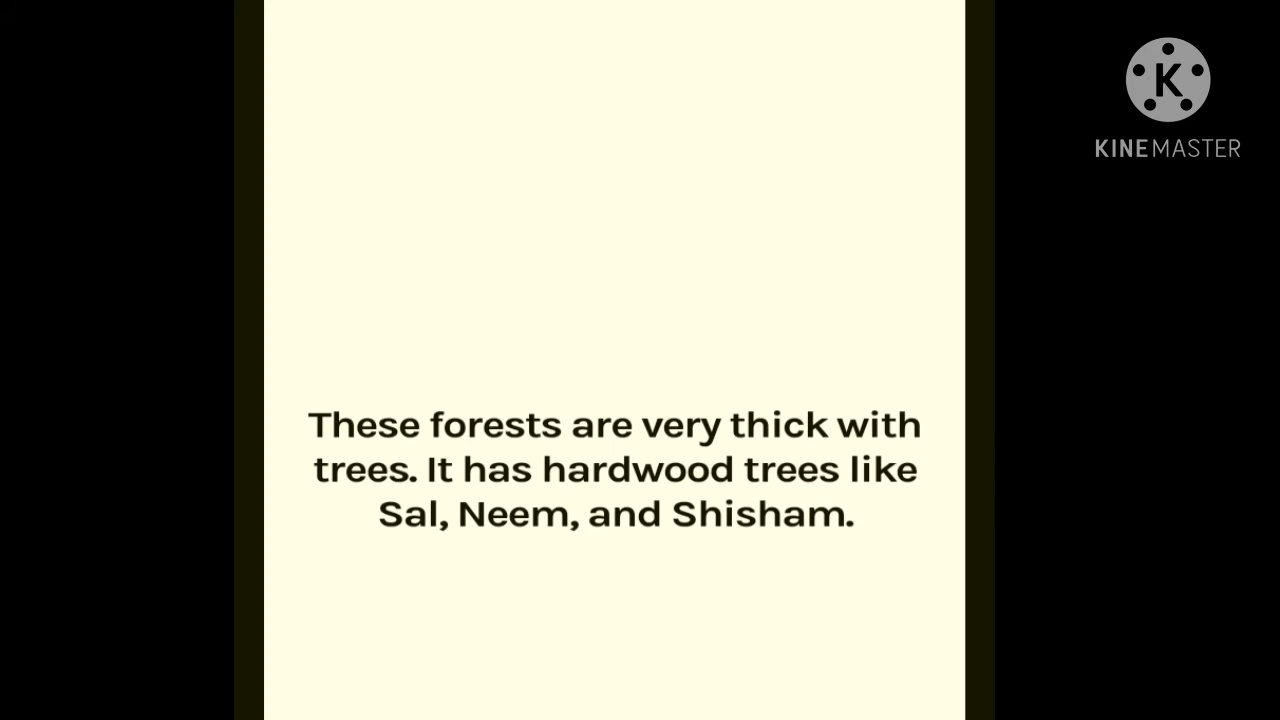 K
KINEMASTER
These forests are very thick with
trees. It has hardwood trees like
Sal, Neem, and Shisham.